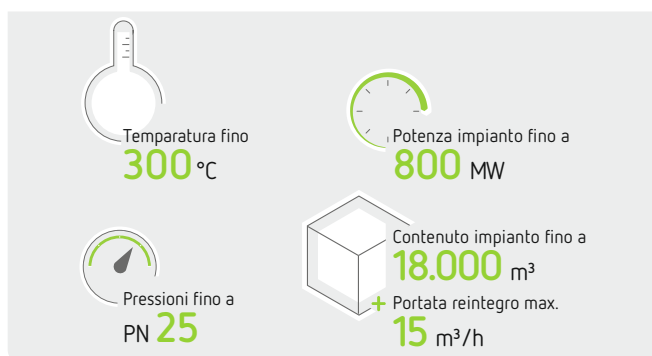 Temparatura fino
300 °C
Potenza impianto fino a
800 MW
Pressioni fino a
PN 25
Contenuto impianto fino a
18.000 m³
+ Portata reintegro max.
15 m³/h